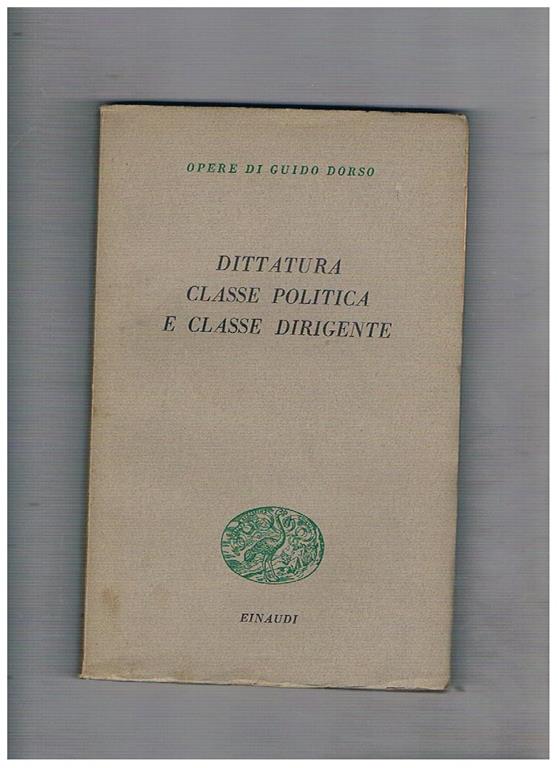 OPERE DI GUIDO DORSO
DITTATURA
CLASSE POLITICA
E CLASSE DIRIGENTE
EINAUDI